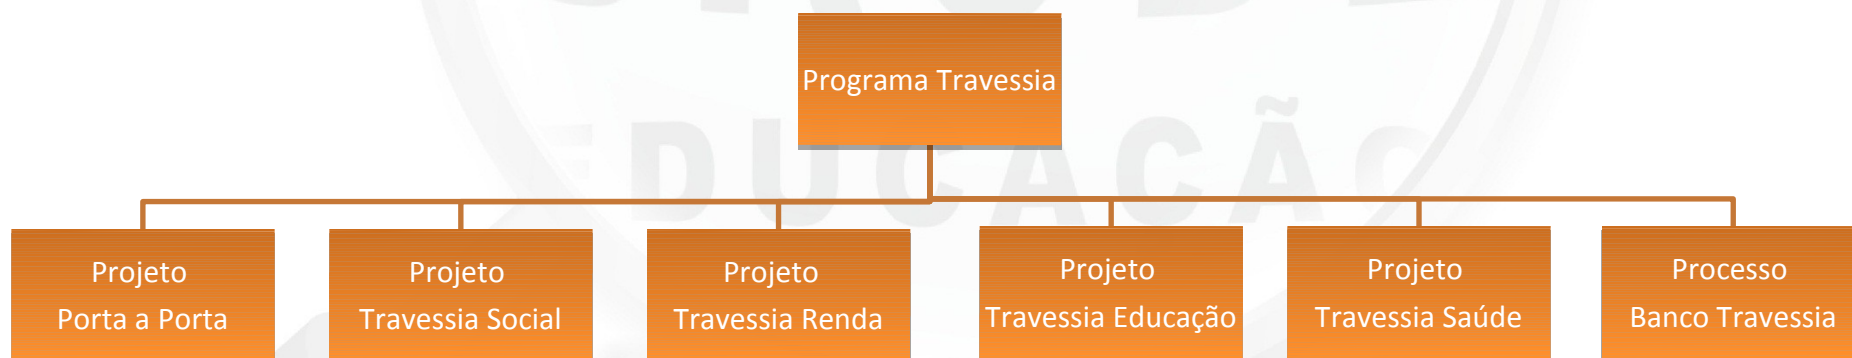 Programa Travessia
Projeto
Porta a Porta
Projeto
Travessia Social
Projeto
Travessia Renda
Projeto
Travessia Educação
Projeto
Travessia Saúde
Processo
Banco Travessia